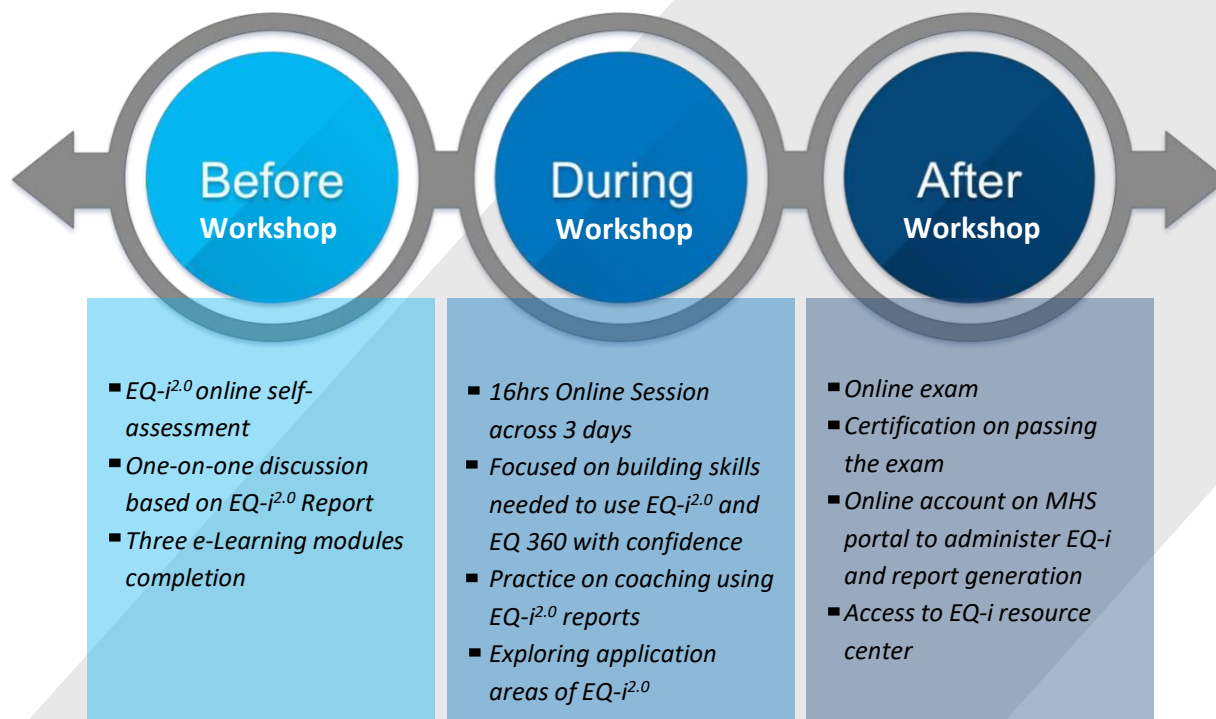 Before
Workshop
During
Workshop
After
Workshop
▪ EQ-i2.0 online self-
assessment
▪ One-on-one discussion
based on EQ-i2.0 Report
▪ Three e-Learning modules
completion
▪ 16hrs Online Session
across 3 days
▪ Focused on building skills
needed to use EQ-i2.0 and
EQ 360 with confidence
▪ Practice on coaching using
EQ-i2.0 reports
▪ Exploring application
areas of EQ-i2.0
▪ Online exam
▪ Certification on passing
the exam
▪ Online account on MHS
portal to administer EQ-i
and report generation
▪ Access to EQ-i resource
center